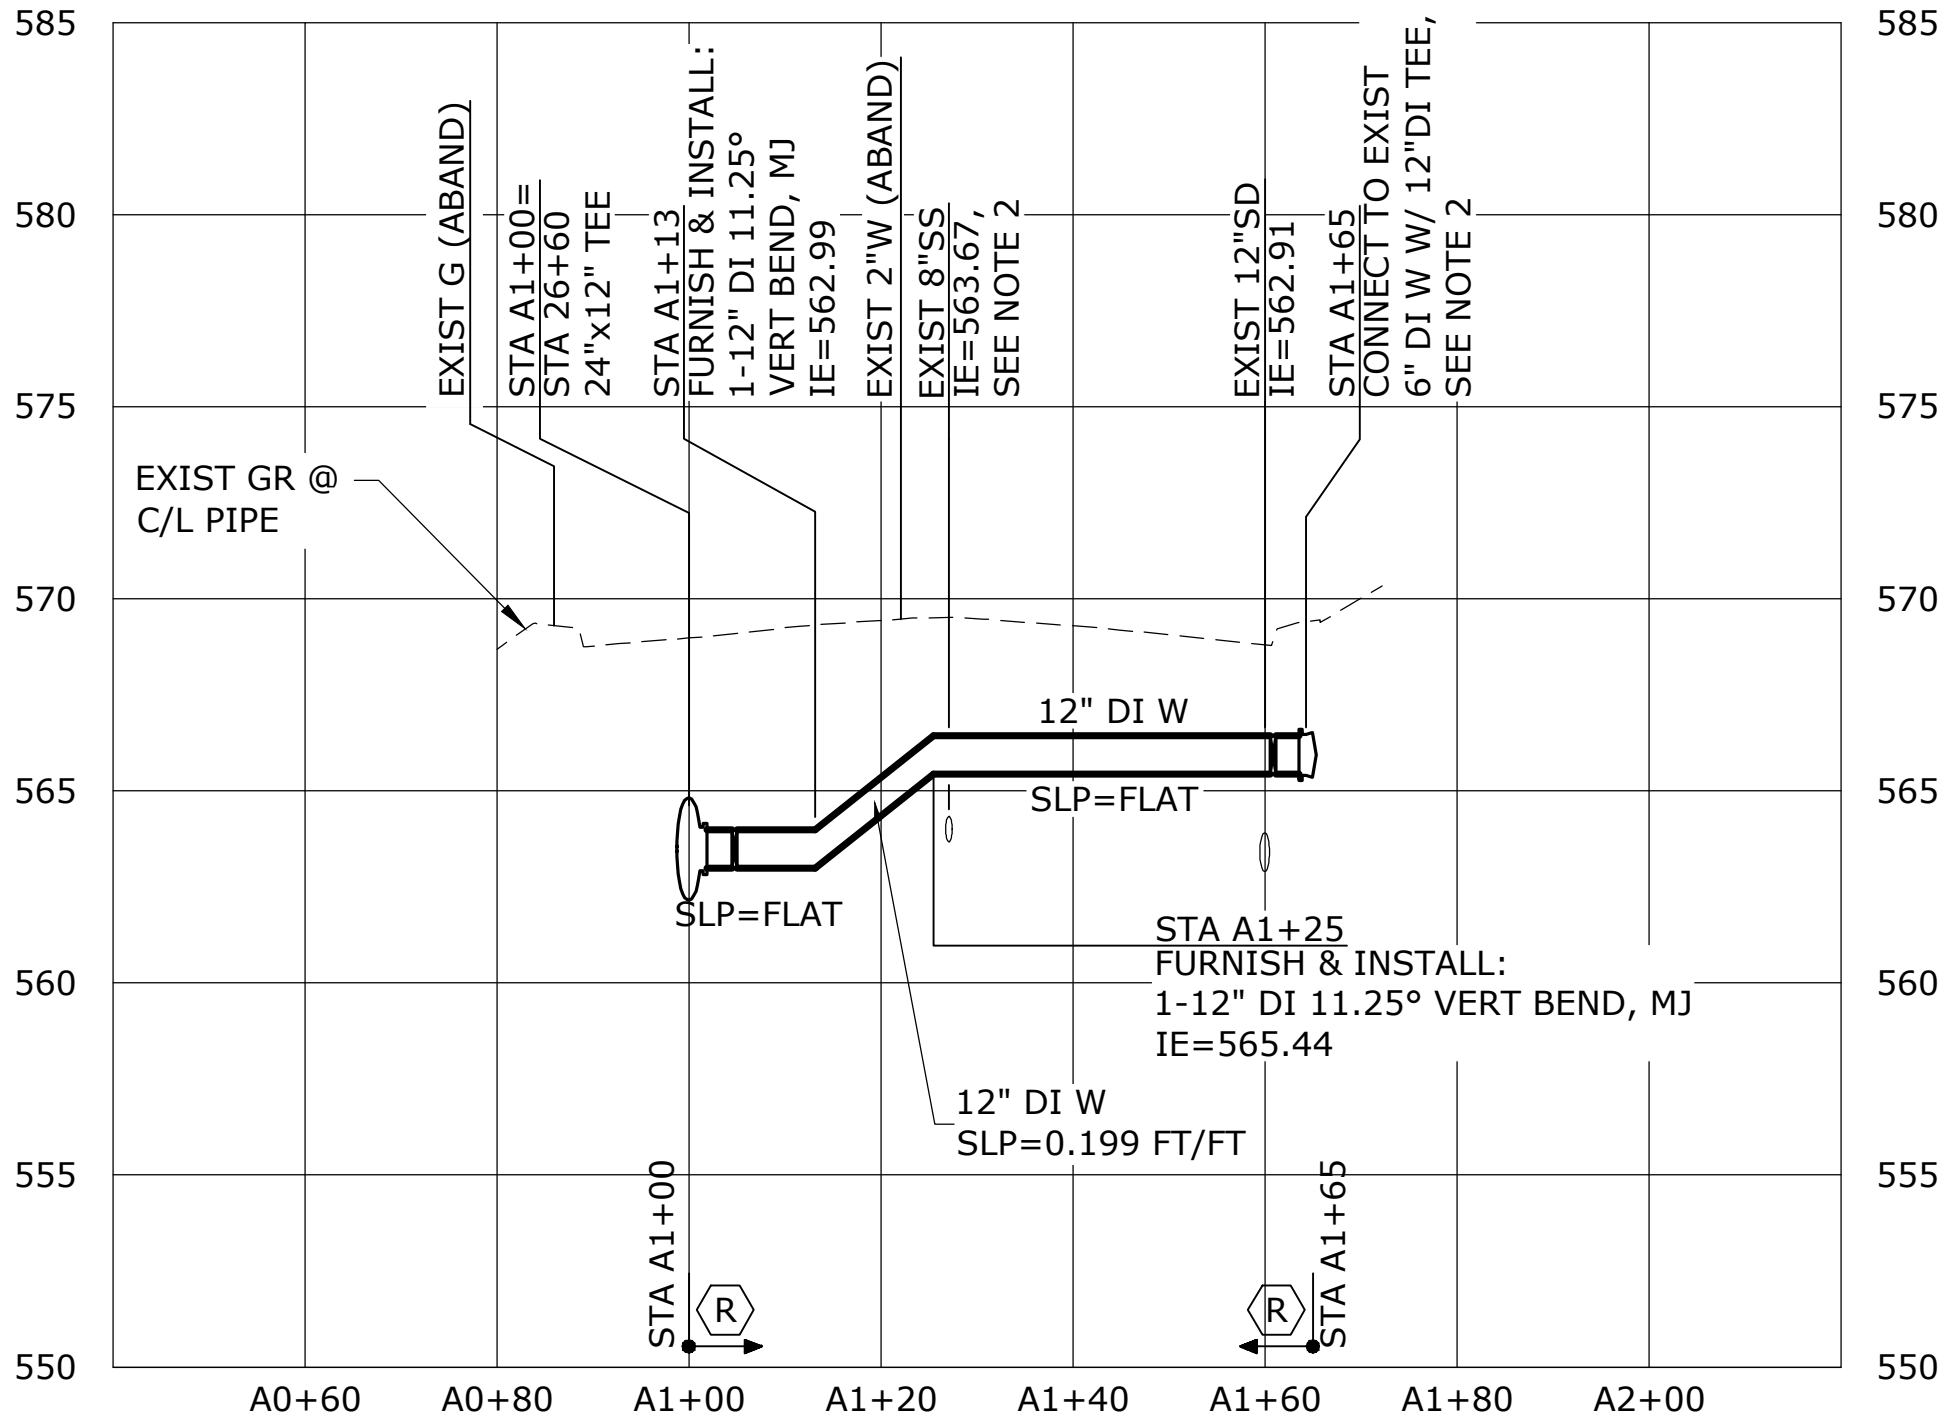 585
580
575
570
565
560
555
550
585
580
575
570
565
560
555
550
EXIST G (ABAND)
STA A1+00=
STA 26+60
24"x12" TEE
STA A1+13
FURNISH & INSTALL:
1-12" DI 11.25°
VERT BEND, MJ
IE=562.99
EXIST 2"W (ABAND)
EXIST 8"SS
IE=563.67,
SEE NOTE 2
EXIST 12"SD
IE=562.91
STA A1+65
CONNECT TO EXIST
6" DI W W/ 12"DI TEE,
SEE NOTE 2
EXIST GR @
C/L PIPE
12" DI W
SLP=FLAT
SLP=FLAT
STA A1+25
FURNISH & INSTALL:
1-12" DI 11.25° VERT BEND, MJ
IE=565.44
12" DI W
SLP=0.199 FT/FT
STA A1+00
R
R
STA A1+65
A0+60
A0+80
A1+00
A1+20
A1+40
A1+60
A1+80
A2+00